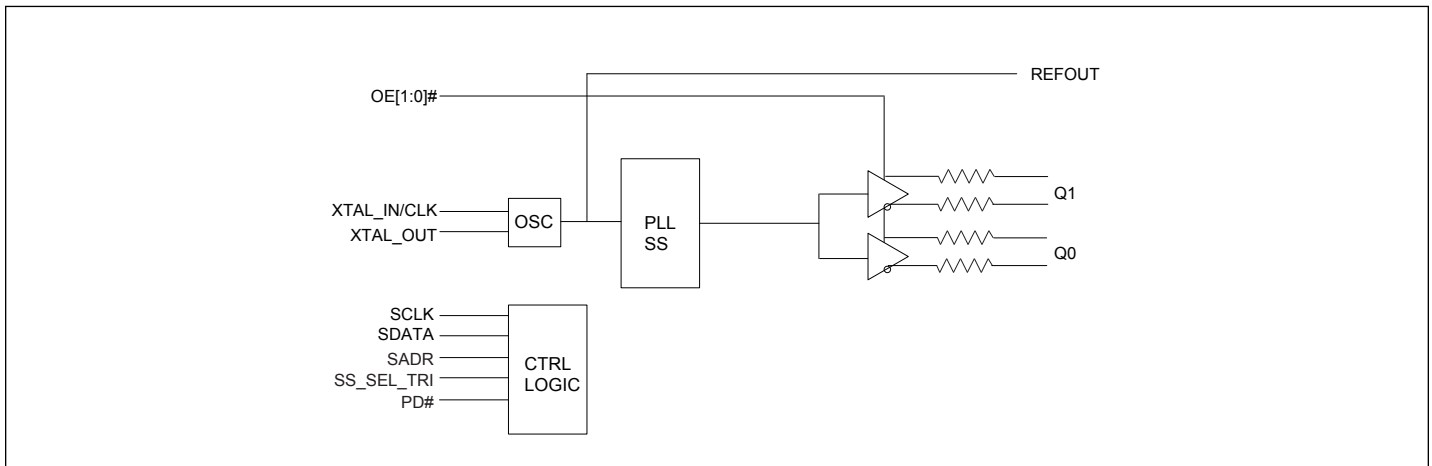 REFOUT
OE[1:0]#
Q1
XTAL_IN/CLK
OSC
PLL
SS
XTAL_OUT
Q0
SCLK
SDATA
SADR
CTRL
LOGIC
SS_SEL_TRI
PD#